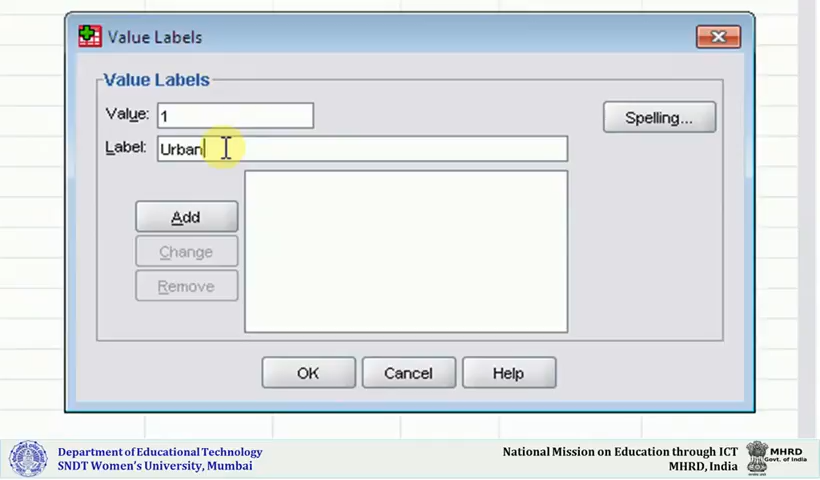 Value Labels
Value Labels
Value: 1
Spelling...
Label: Urban
Add
Change
Remove
OK Cancel Help
Department of Educational Technology
SNDT Women's University, Mumbai
National Mission on Education through ICT
MHRD, India
MHRD
Govt. of India